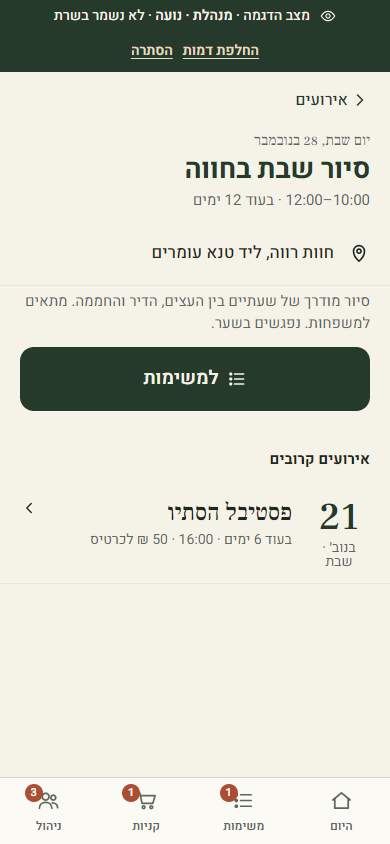 מצב הדגמה · מנהלת · נועה · לא נשמר בשרת
החלפת דמות הסתרה
אירועים
יום שבת, 28 בנובמבר
סיור שבת בחווה
10:00–12:00 · בעוד 12 ימים
חוות רווה, ליד טנא עומרים
סיור מודרך של שעתיים בין העצים, הדיר והחממה. מתאים
למשפחות. נפגשים בשער.
למשימות
אירועים קרובים
21
בנוב׳ ·
שבת
פסטיבל הסתיו
בעוד 6 ימים · 16:00 · 50 ₪ לכרטיס
היום
1
משימות
1
קניות
3
ניהול